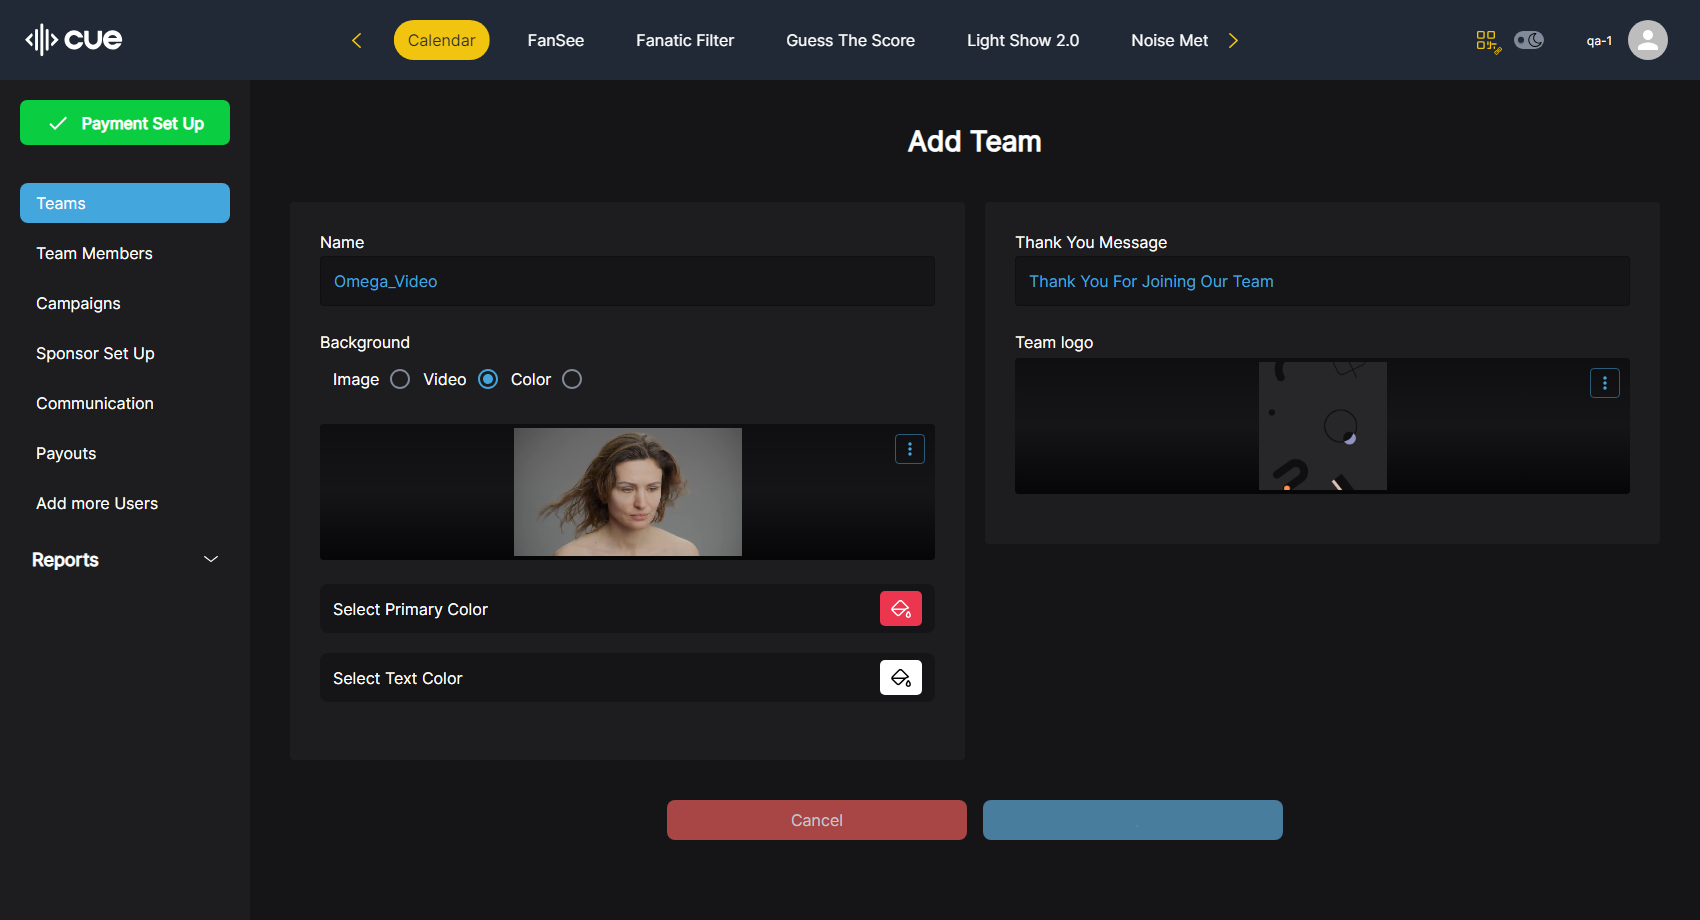 cue
Calendar
FanSee
Fanatic Filter
Guess The Score
Light Show 2.0
Noise Met
qa-1
Payment Set Up
Teams
Team Members
Campaigns
Sponsor Set Up
Communication
Payouts
Add more Users
Reports
Add Team
Name
Omega_Video
Background
Image
Video
Color
Select Primary Color
Select Text Color
Thank You Message
Thank You For Joining Our Team
Team logo
Cancel